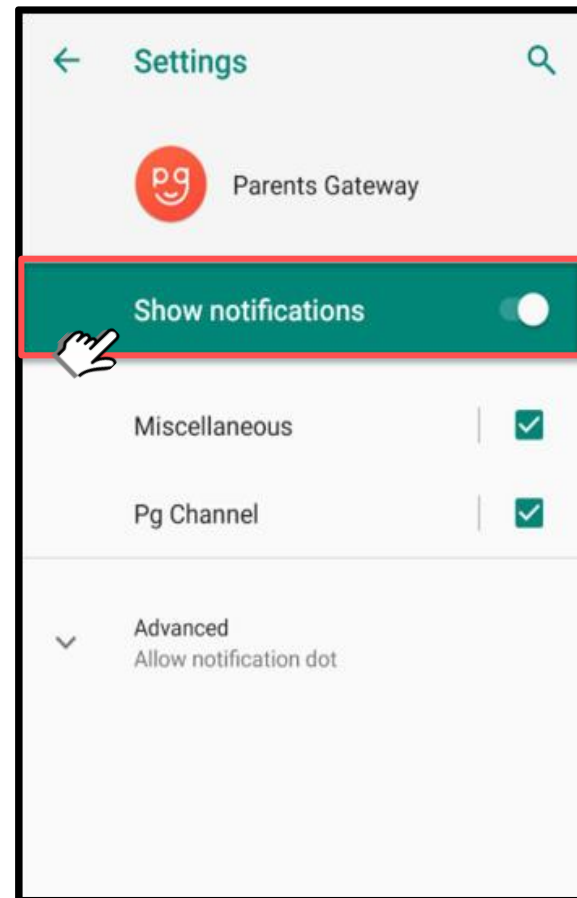 Settings
pg
Parents Gateway
Show notifications
Miscellaneous
Pg Channel
Advanced
Allow notification dot